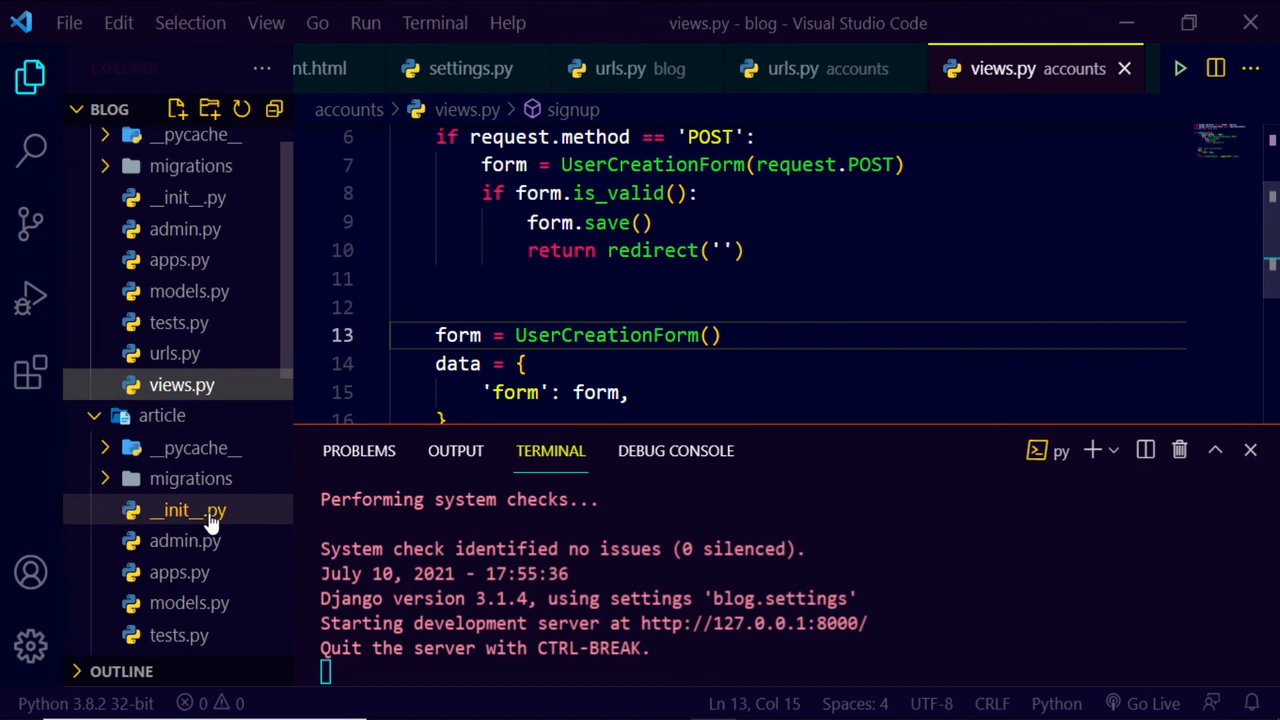 File Edit Selection View Go Run Terminal Help views.py - blog - Visual Studio Code
EXPLORER
nt.html settings.py urls.py blog urls.py accounts views.py accounts
BLOG
accounts views.py signup
__pycache__
migrations
__init__.py
admin.py
apps.py
models.py
tests.py
urls.py
views.py
article
__pycache__
migrations
__init__.py
admin.py
apps.py
models.py
tests.py
OUTLINE
6 if request.method == 'POST':
7 form = UserCreationForm(request.POST)
8 if form.is_valid():
9 form.save()
10 return redirect('')
11
12
13 form = UserCreationForm()
14 data = {
15 'form': form,
16 }
PROBLEMS OUTPUT TERMINAL DEBUG CONSOLE py
Performing system checks...
System check identified no issues (0 silenced).
July 10, 2021 - 17:55:36
Django version 3.1.4, using settings 'blog.settings'
Starting development server at http://127.0.0.1:8000/
Quit the server with CTRL-BREAK.
Python 3.8.2 32-bit 0 0 Ln 13, Col 15 Spaces: 4 UTF-8 CRLF Python Go Live